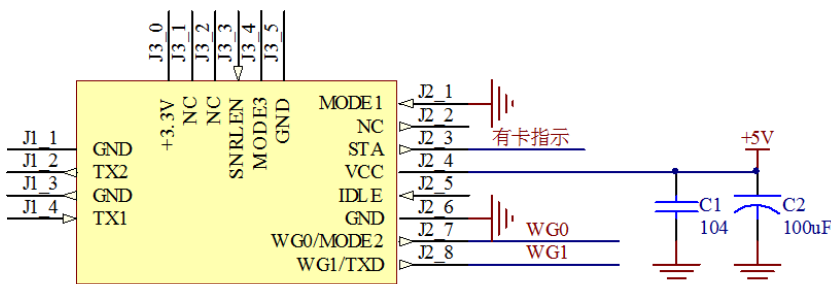 J3_0
J3_1
J3_2
J3_3
J3_4
J3_5
+3.3V
NC
NC
SNRLEN
MODE3
GND
J1_1
GND
J1_2
TX2
J1_3
GND
J1_4
TX1
MODE1
J2_1
NC
J2_2
STA
J2_3
有卡指示
VCC
J2_4
IDLE
J2_5
GND
J2_6
WG0/MODE2
J2_7
WG0
WG1/TXD
J2_8
WG1
+5V
C1
104
C2
100uF